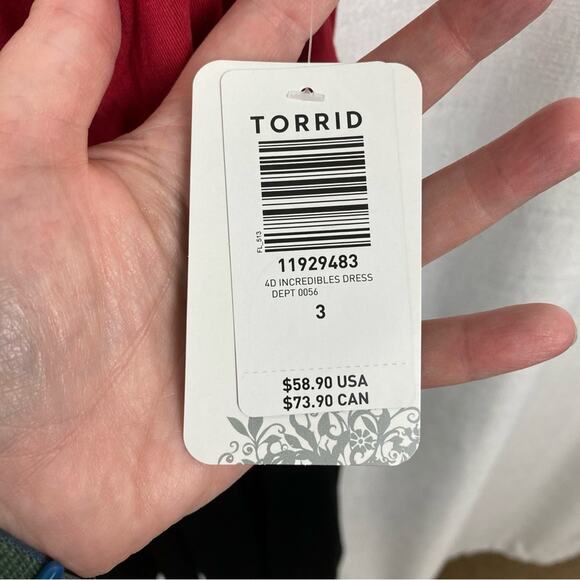 TORRID
FL_513
11929483
4D INCREDIBLES DRESS
DEPT 0056
3
$58.90 USA
$73.90 CAN